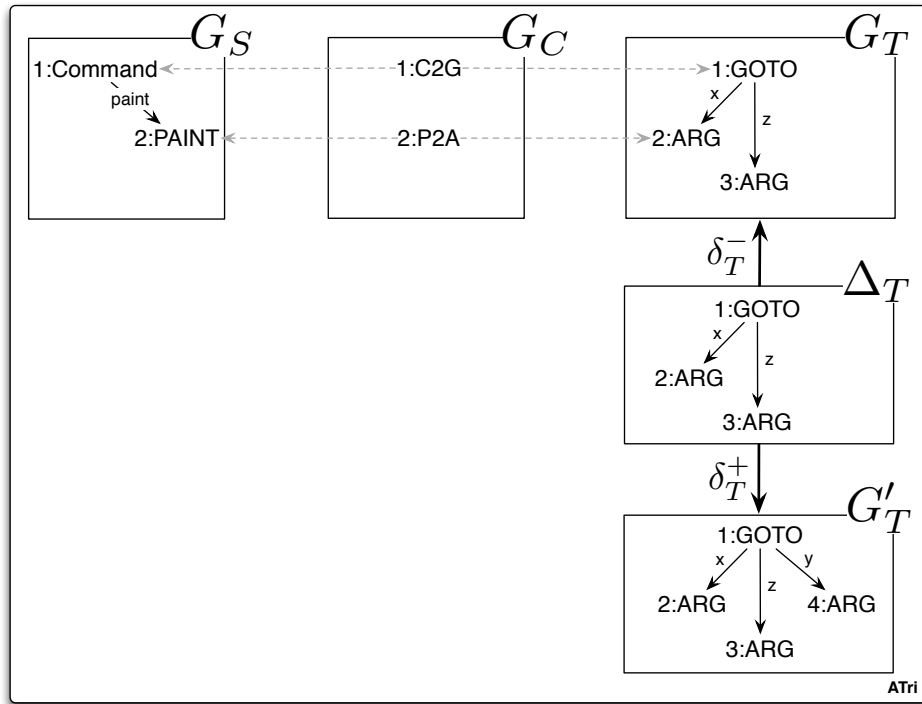 G_S G_C G_T
1:Command 1:C2G 1:GOTO
paint x
z
2:PAINT 2:P2A 2:ARG
3:ARG
δ_T^-
Δ_T
1:GOTO
x
z
2:ARG
3:ARG
δ_T^+
G'_T
1:GOTO
x y
z
2:ARG 4:ARG
3:ARG
ATri